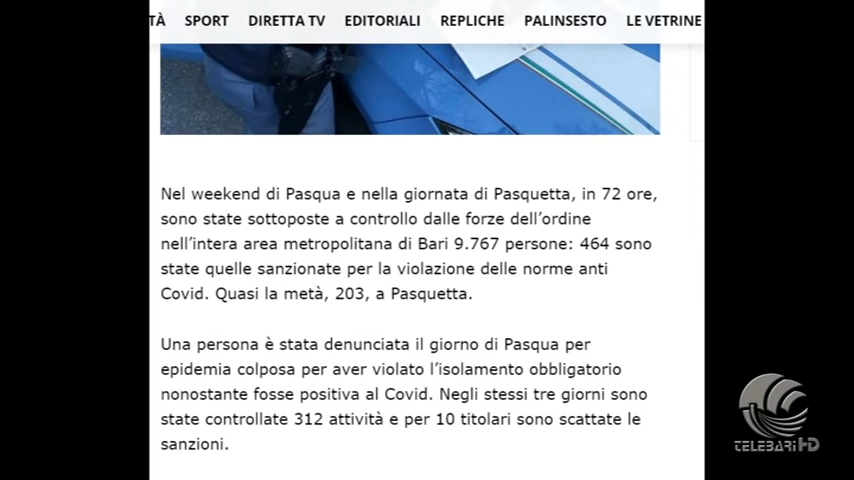 TÀ SPORT DIRETTA TV EDITORIALI REPLICHE PALINSESTO LE VETRINE
Nel weekend di Pasqua e nella giornata di Pasquetta, in 72 ore,
sono state sottoposte a controllo dalle forze dell’ordine
nell’intera area metropolitana di Bari 9.767 persone: 464 sono
state quelle sanzionate per la violazione delle norme anti
Covid. Quasi la metà, 203, a Pasquetta.
Una persona è stata denunciata il giorno di Pasqua per
epidemia colposa per aver violato l’isolamento obbligatorio
nonostante fosse positiva al Covid. Negli stessi tre giorni sono
state controllate 312 attività e per 10 titolari sono scattate le
sanzioni.
TELEBARI HD